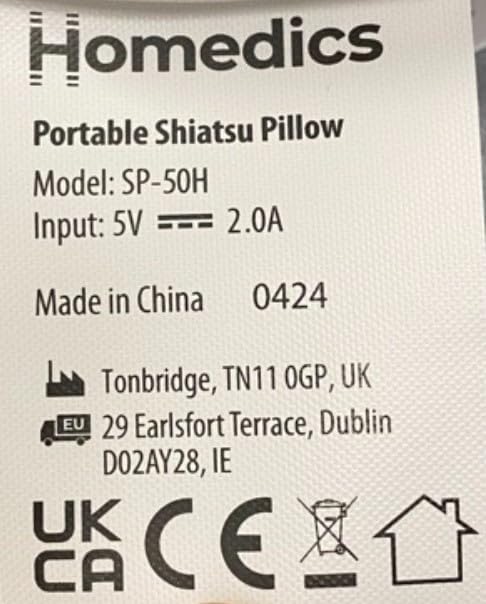 Homedics
Portable Shiatsu Pillow
Model: SP-50H
Input: 5V ⎓ 2.0A
Made in China 0424
Tonbridge, TN11 0GP, UK
EU 29 Earlsfort Terrace, Dublin
D02AY28, IE
UK CE
CA